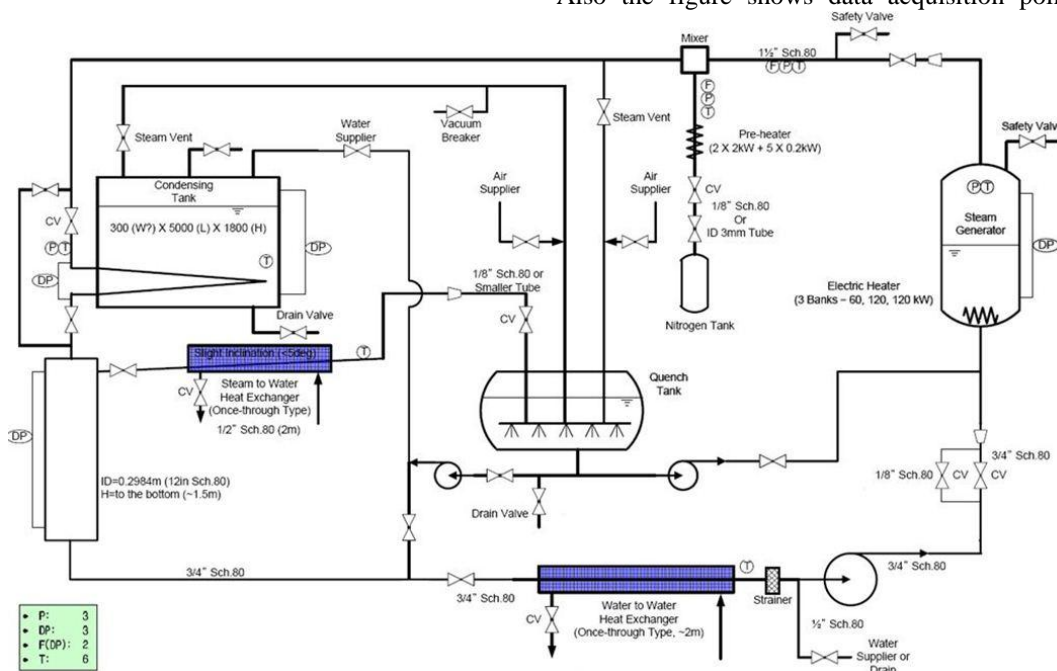 Also the figure shows data acquisition
Safety Valve
Mixer
1½" Sch.80
F P T
F
P
T
Steam Vent
Water
Supplier
Vacuum
Breaker
Steam Vent
Pre-heater
(2 X 2kW + 5 X 0.2kW)
Safety Valve
Condensing
Tank
300 (W?) X 5000 (L) X 1800 (H)
Air
Supplier
Air
Supplier
CV
1/8" Sch.80
Or
ID 3mm Tube
P T
Steam
Generator
CV
P T
DP
T
DP
DP
1/8" Sch.80 or
Smaller Tube
CV
Nitrogen Tank
Electric Heater
(3 Banks – 60, 120, 120 kW)
Drain Valve
Slight Inclination (<5deg)
T
CV
Steam to Water
Heat Exchanger
(Once-through Type)
1/2" Sch.80 (2m)
Quench
Tank
DP
ID=0.2984m (12in Sch.80)
H=to the bottom (~1.5m)
Drain Valve
3/4" Sch.80
1/8" Sch.80
CV
CV
3/4" Sch.80
3/4" Sch.80
T
Strainer
3/4" Sch.80
CV
Water to Water
Heat Exchanger
(Once-through Type, ~2m)
½" Sch.80
Water
Supplier or
Drain
P: 3
DP: 3
F(DP): 2
T: 6